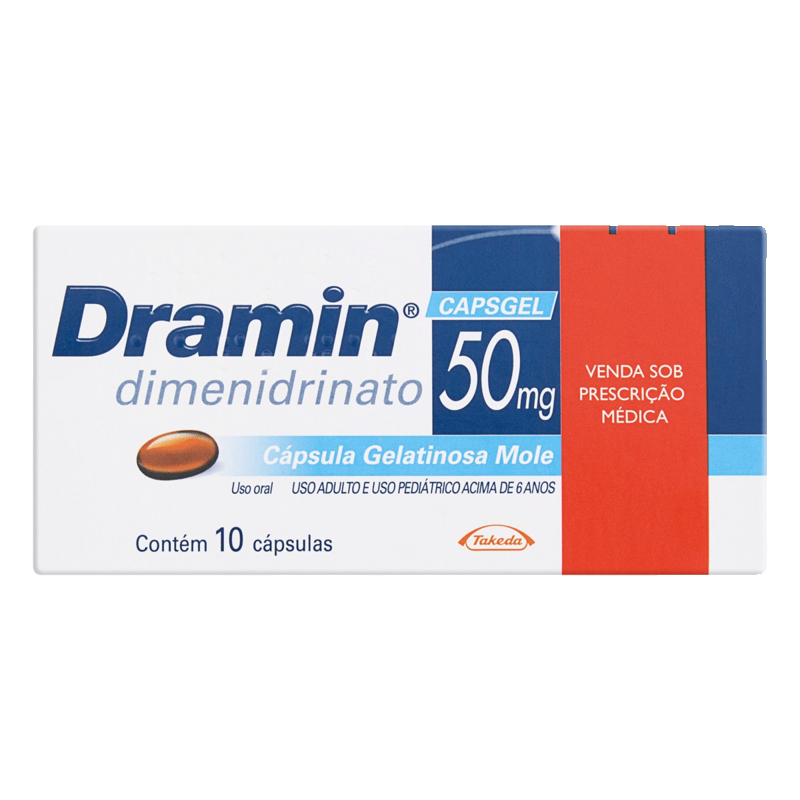 Dramin®
dimenidrinato
CAPSGEL
50mg
Cápsula Gelatinosa Mole
Uso oral USO ADULTO E USO PEDIÁTRICO ACIMA DE 6 ANOS
Contém 10 cápsulas
Takeda
VENDA SOB
PRESCRIÇÃO
MÉDICA